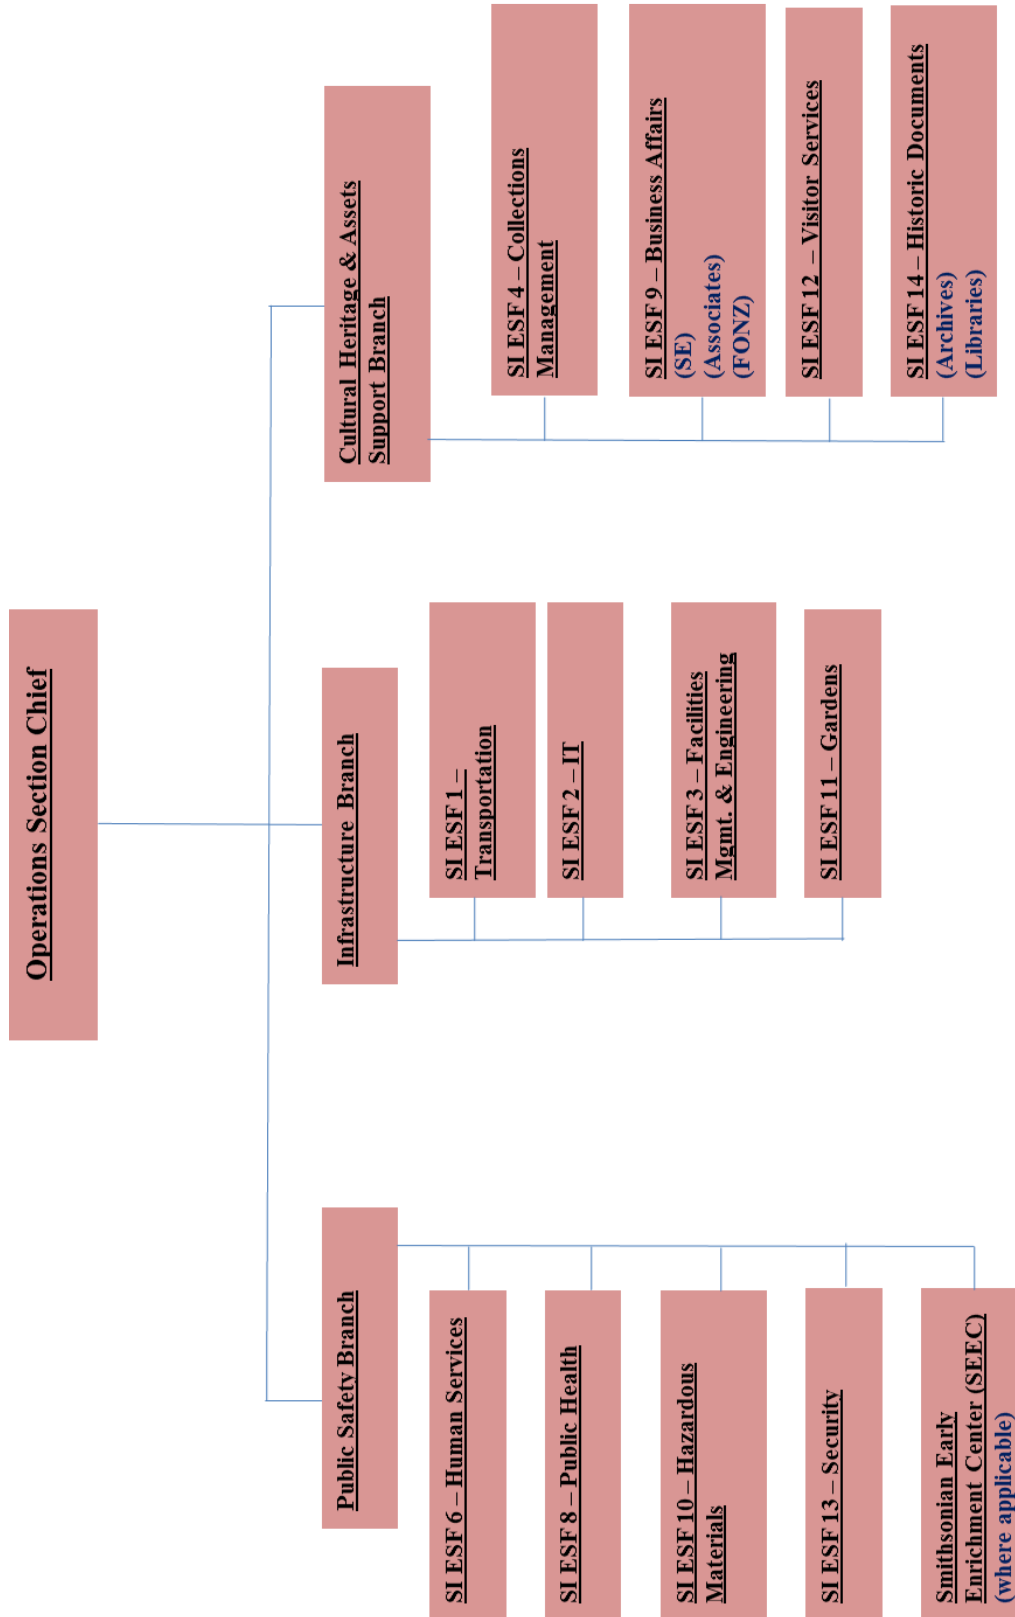 Operations Section Chief
Public Safety Branch
SI ESF 6 – Human Services
SI ESF 8 – Public Health
SI ESF 10 – Hazardous
Materials
SI ESF 13 – Security
Smithsonian Early
Enrichment Center (SEEC)
(where applicable)
Infrastructure Branch
SI ESF 1 –
Transportation
SI ESF 2 – IT
SI ESF 3 – Facilities
Mgmt. & Engineering
SI ESF 11 – Gardens
Cultural Heritage & Assets
Support Branch
SI ESF 4 – Collections
Management
SI ESF 9 – Business Affairs
(SE)
(Associates)
(FONZ)
SI ESF 12 – Visitor Services
SI ESF 14 – Historic Documents
(Archives)
(Libraries)